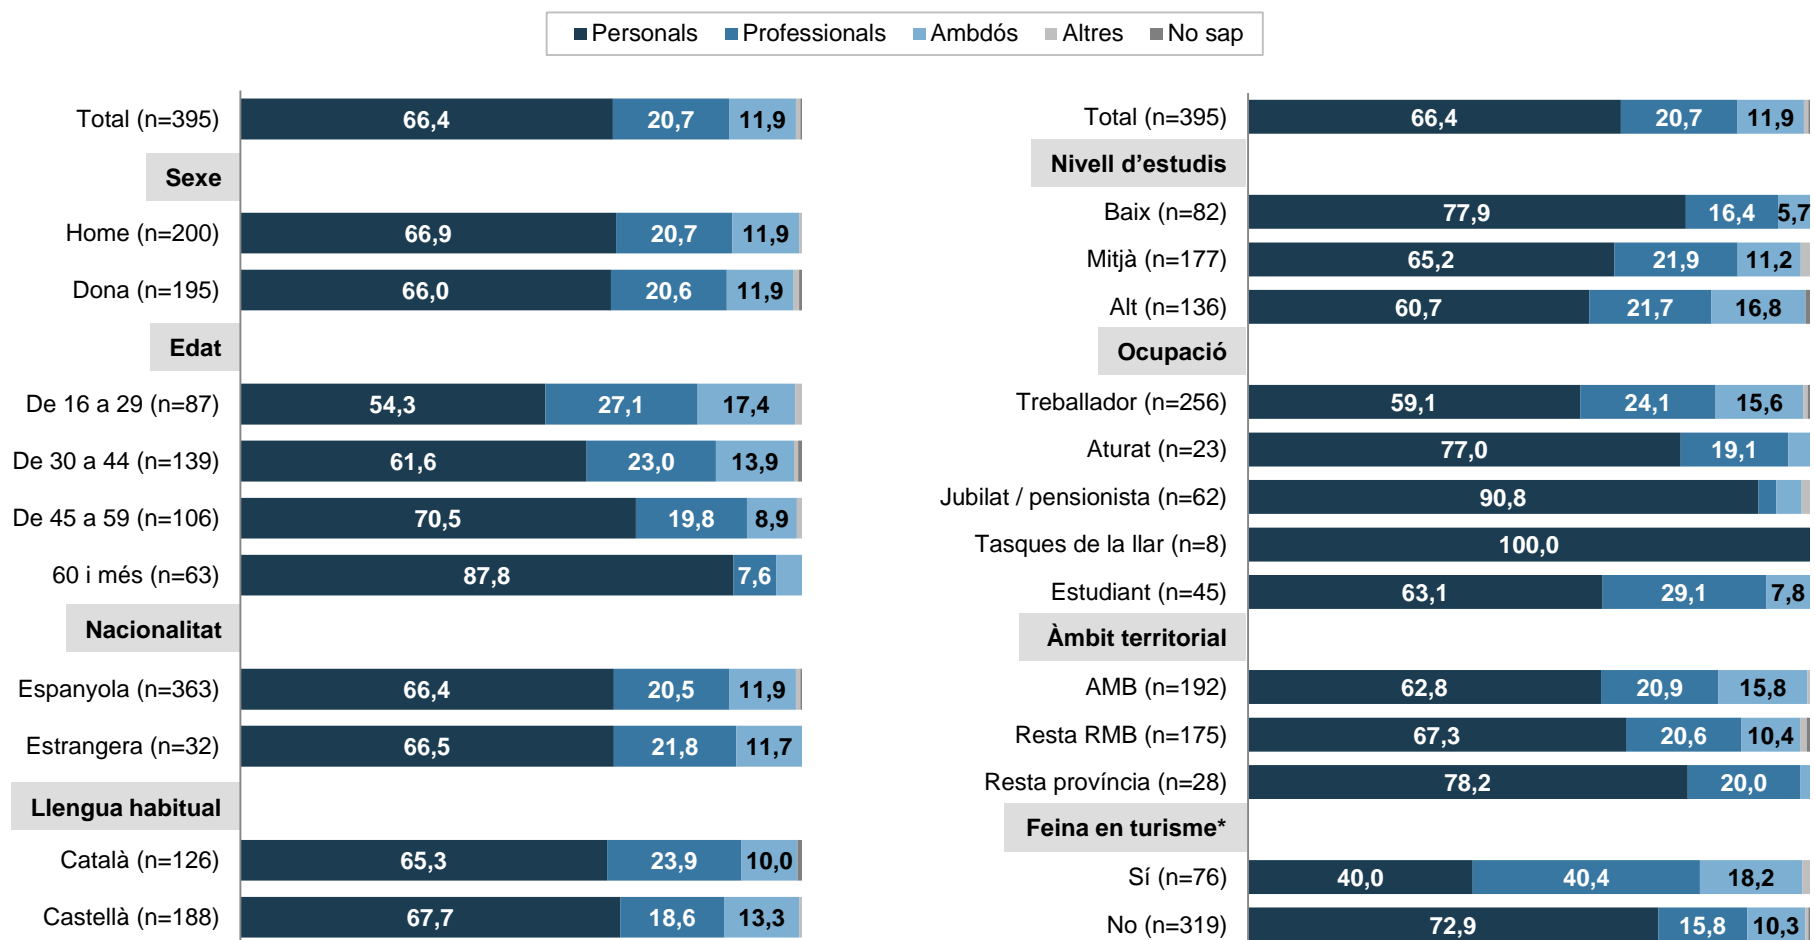 Personals Professionals Ambdós Altres No sap
Total (n=395) 66,4 20,7 11,9
Sexe
Home (n=200) 66,9 20,7 11,9
Dona (n=195) 66,0 20,6 11,9
Edat
De 16 a 29 (n=87) 54,3 27,1 17,4
De 30 a 44 (n=139) 61,6 23,0 13,9
De 45 a 59 (n=106) 70,5 19,8 8,9
60 i més (n=63) 87,8 7,6
Nacionalitat
Espanyola (n=363) 66,4 20,5 11,9
Estrangera (n=32) 66,5 21,8 11,7
Llengua habitual
Català (n=126) 65,3 23,9 10,0
Castellà (n=188) 67,7 18,6 13,3
Total (n=395) 66,4 20,7 11,9
Nivell d’estudis
Baix (n=82) 77,9 16,4 5,7
Mitjà (n=177) 65,2 21,9 11,2
Alt (n=136) 60,7 21,7 16,8
Ocupació
Treballador (n=256) 59,1 24,1 15,6
Aturat (n=23) 77,0 19,1
Jubilat / pensionista (n=62) 90,8
Tasques de la llar (n=8) 100,0
Estudiant (n=45) 63,1 29,1 7,8
Àmbit territorial
AMB (n=192) 62,8 20,9 15,8
Resta RMB (n=175) 67,3 20,6 10,4
Resta província (n=28) 78,2 20,0
Feina en turisme*
Sí (n=76) 40,0 40,4 18,2
No (n=319) 72,9 15,8 10,3